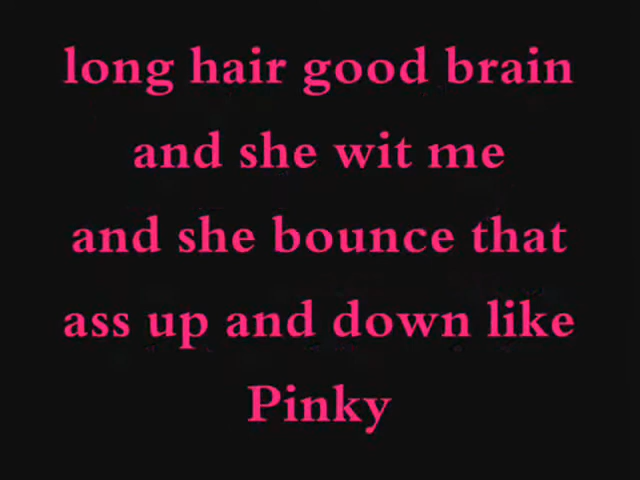 long hair good brain
and she wit me
and she bounce that
ass up and down like
Pinky